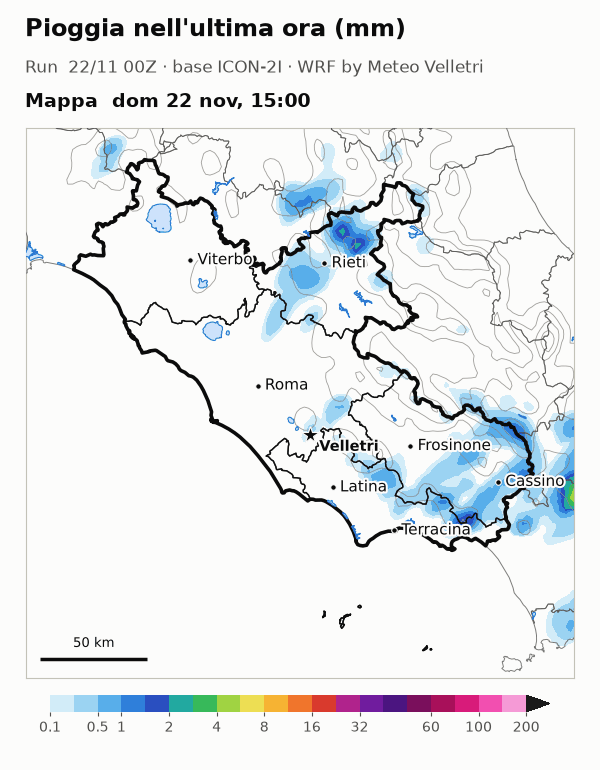 Pioggia nell'ultima ora (mm)
Run  22/11 00Z · base ICON-2I · WRF by Meteo Velletri
Mappa  dom 22 nov, 15:00
Viterbo
Rieti
Roma
Velletri
Frosinone
Cassino
Latina
Terracina
50 km
0.1 0.5 1 2 4 8 16 32 60 100 200